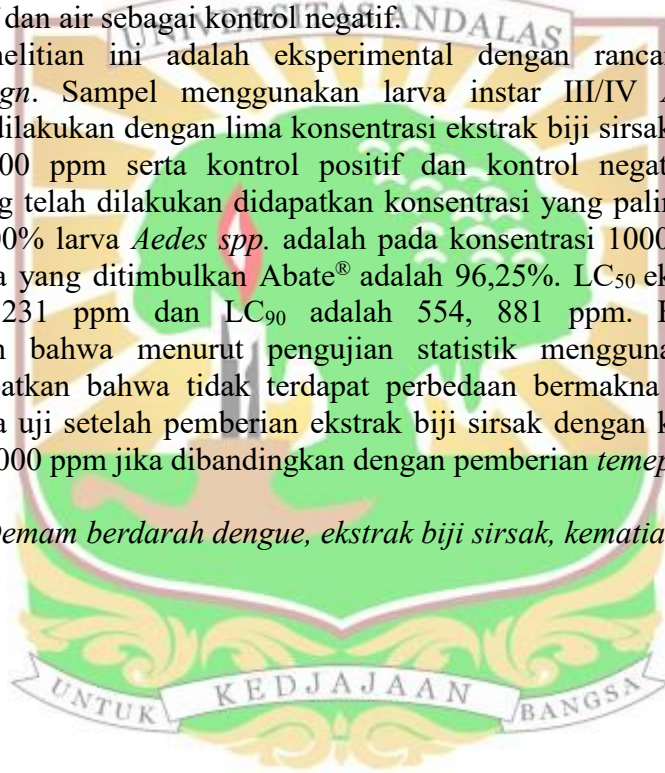 dan air sebagai kontrol negatif.
UNIVERSITAS ANDALAS
nelitian ini adalah eksperimental dengan rancar
gn. Sampel menggunakan larva instar III/IV
dilakukan dengan lima konsentrasi ekstrak biji sirsak
00 ppm serta kontrol positif dan kontrol negat
g telah dilakukan didapatkan konsentrasi yang palin
00% larva Aedes spp. adalah pada konsentrasi 1000
a yang ditimbulkan Abate® adalah 96,25%. LC50 ek
231 ppm dan LC90 adalah 554, 881 ppm.
n bahwa menurut pengujian statistik mengguna
patkan bahwa tidak terdapat perbedaan bermakna
a uji setelah pemberian ekstrak biji sirsak dengan k
000 ppm jika dibandingkan dengan pemberian temep
Demam berdarah dengue, ekstrak biji sirsak, kematia
UNTUK KEDJAJAAN BANGSA